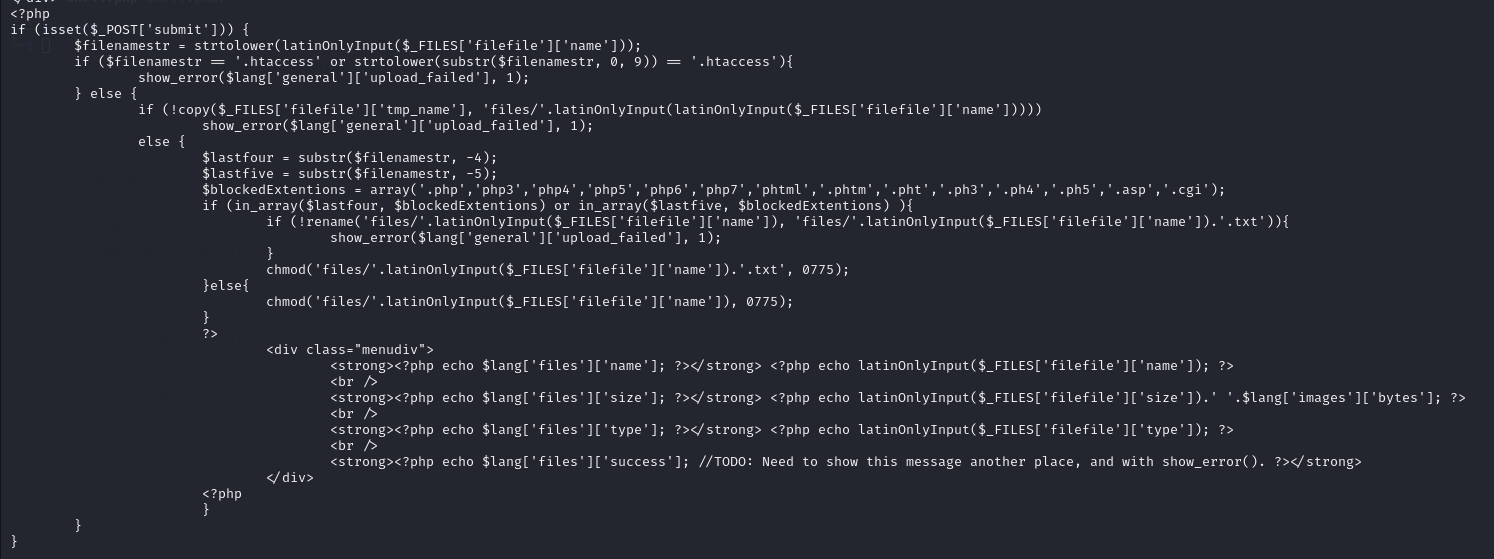 <?php
if (isset($_POST['submit'])) {
        $filenamestr = strtolower(latinOnlyInput($_FILES['filefile']['name']));
        if ($filenamestr == '.htaccess' or strtolower(substr($filenamestr, 0, 9)) == '.htaccess'){
                show_error($lang['general']['upload_failed'], 1);
        } else {
                if (!copy($_FILES['filefile']['tmp_name'], 'files/'.latinOnlyInput(latinOnlyInput($_FILES['filefile']['name']))))
                        show_error($lang['general']['upload_failed'], 1);
                else {
                        $lastfour = substr($filenamestr, -4);
                        $lastfive = substr($filenamestr, -5);
                        $blockedExtentions = array('.php','php3','php4','php5','php6','php7','phtml','.phtm','.pht','.ph3','.ph4','.ph5','.asp','.cgi');
                        if (in_array($lastfour, $blockedExtentions) or in_array($lastfive, $blockedExtentions) ){
                                if (!rename('files/'.latinOnlyInput($_FILES['filefile']['name']), 'files/'.latinOnlyInput($_FILES['filefile']['name']).'.txt')){
                                        show_error($lang['general']['upload_failed'], 1);
                                }
                                chmod('files/'.latinOnlyInput($_FILES['filefile']['name']).'.txt', 0775);
                        }else{
                                chmod('files/'.latinOnlyInput($_FILES['filefile']['name']), 0775);
                        }
                        ?>
                                <div class="menudiv">
                                        <strong><?php echo $lang['files']['name']; ?></strong> <?php echo latinOnlyInput($_FILES['filefile']['name']); ?>
                                        <br />
                                        <strong><?php echo $lang['files']['size']; ?></strong> <?php echo latinOnlyInput($_FILES['filefile']['size']).' '.$lang['images']['bytes']; ?>
                                        <br />
                                        <strong><?php echo $lang['files']['type']; ?></strong> <?php echo latinOnlyInput($_FILES['filefile']['type']); ?>
                                        <br />
                                        <strong><?php echo $lang['files']['success']; //TODO: Need to show this message another place, and with show_error(). ?></strong>
                                </div>
                        <?php
                        }
        }
}